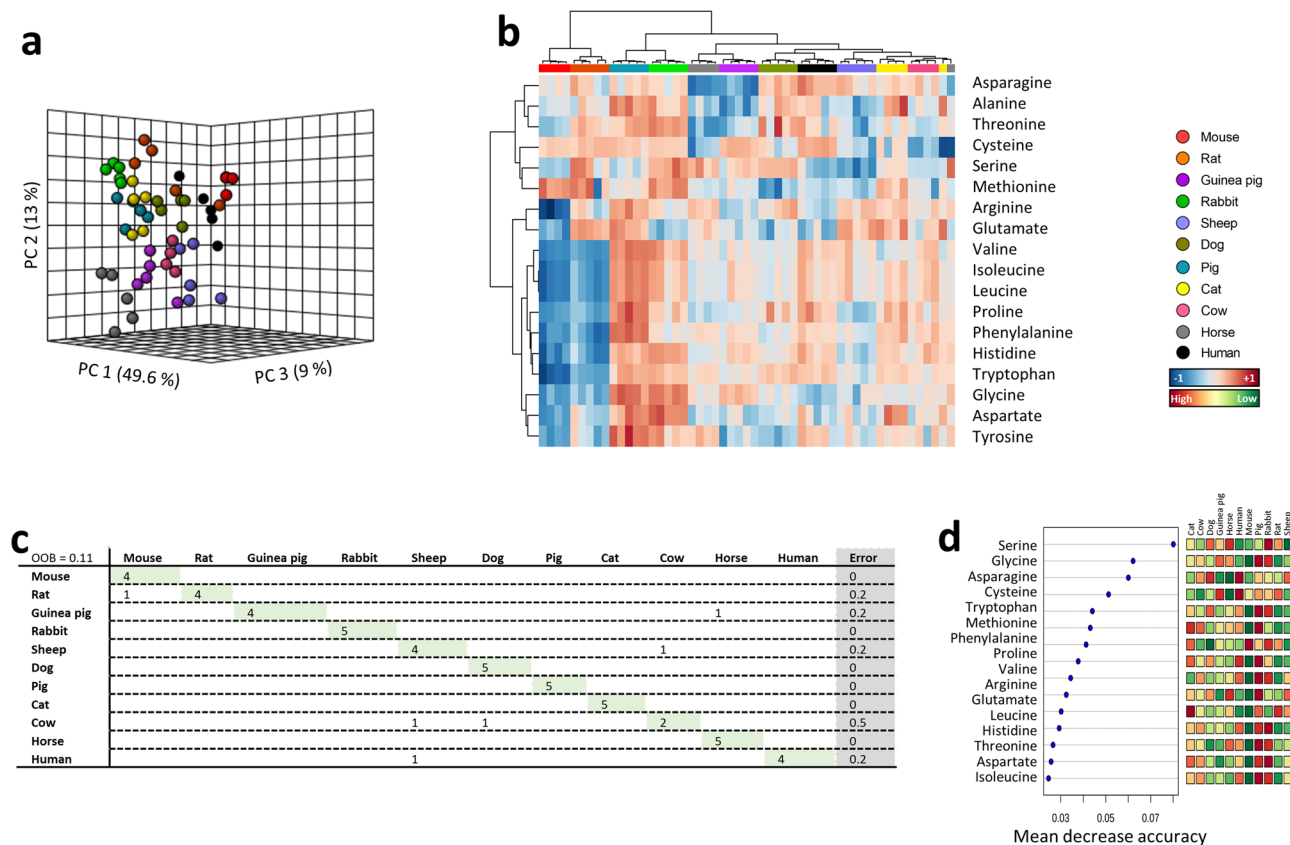 a
PC 2 (13 %)
PC 1 (49.6 %)
PC 3 (9 %)
b
Asparagine
Alanine
Threonine
Cysteine
Serine
Methionine
Arginine
Glutamate
Valine
Isoleucine
Leucine
Proline
Phenylalanine
Histidine
Tryptophan
Glycine
Aspartate
Tyrosine
Mouse
Rat
Guinea pig
Rabbit
Sheep
Dog
Pig
Cat
Cow
Horse
Human
-1 +1
High Low
c
OOB = 0.11 Mouse Rat Guinea pig Rabbit Sheep Dog Pig Cat Cow Horse Human Error
Mouse 4 0
Rat 1 4 0.2
Guinea pig 4 1 0.2
Rabbit 5 0
Sheep 4 1 0.2
Dog 5 0
Pig 5 0
Cat 5 0
Cow 1 1 2 0.5
Horse 5 0
Human 1 4 0.2
d
Cat Cow Dog Guinea pig Horse Human Mouse Pig Rabbit Rat Sheep
Serine
Glycine
Asparagine
Cysteine
Tryptophan
Methionine
Phenylalanine
Proline
Valine
Arginine
Glutamate
Leucine
Histidine
Threonine
Aspartate
Isoleucine
0.03 0.05 0.07
Mean decrease accuracy